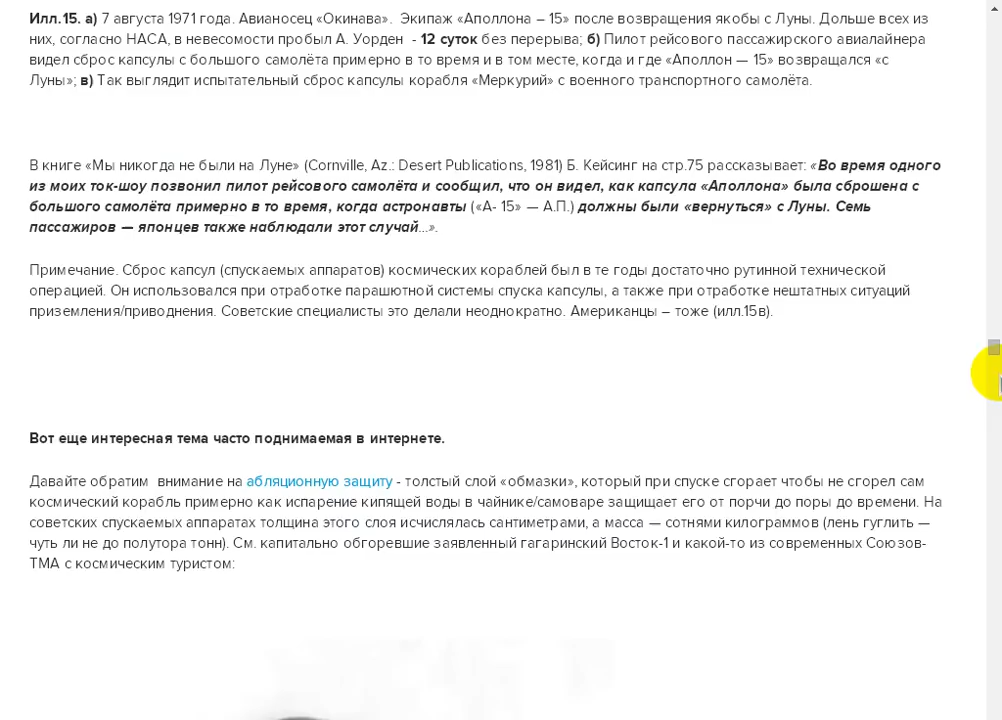 Илл.15. а) 7 августа 1971 года. Авианосец «Окинава». Экипаж «Аполлона – 15» после возвращения якобы с Луны. Дольше всех из
них, согласно НАСА, в невесомости пробыл А. Уорден - 12 суток без перерыва; б) Пилот рейсового пассажирского авиалайнера
видел сброс капсулы с большого самолёта примерно в то время и в том месте, когда и где «Аполлон — 15» возвращался «с
Луны»; в) Так выглядит испытательный сброс капсулы корабля «Меркурий» с военного транспортного самолёта.
В книге «Мы никогда не были на Луне» (Cornville, Az.: Desert Publications, 1981) Б. Кейсинг на стр.75 рассказывает: «Во время одного
из моих ток-шоу позвонил пилот рейсового самолёта и сообщил, что он видел, как капсула «Аполлона» была сброшена с
большого самолёта примерно в то время, когда астронавты («А- 15» — А.П.) должны были «вернуться» с Луны. Семь
пассажиров — японцев также наблюдали этот случай…».
Примечание. Сброс капсул (спускаемых аппаратов) космических кораблей был в те годы достаточно рутинной технической
операцией. Он использовался при отработке парашютной системы спуска капсулы, а также при отработке нештатных ситуаций
приземления/приводнения. Советские специалисты это делали неоднократно. Американцы – тоже (илл.15в).
Вот еще интересная тема часто поднимаемая в интернете.
Давайте обратим внимание на абляционную защиту - толстый слой «обмазки», который при спуске сгорает чтобы не сгорел сам
космический корабль примерно как испарение кипящей воды в чайнике/самоваре защищает его от порчи до поры до времени. На
советских спускаемых аппаратах толщина этого слоя исчислялась сантиметрами, а масса — сотнями килограммов (лень гуглить —
чуть ли не до полутора тонн). См. капитально обгоревшие заявленный гагаринский Восток-1 и какой-то из современных Союзов-
ТМА с космическим туристом: